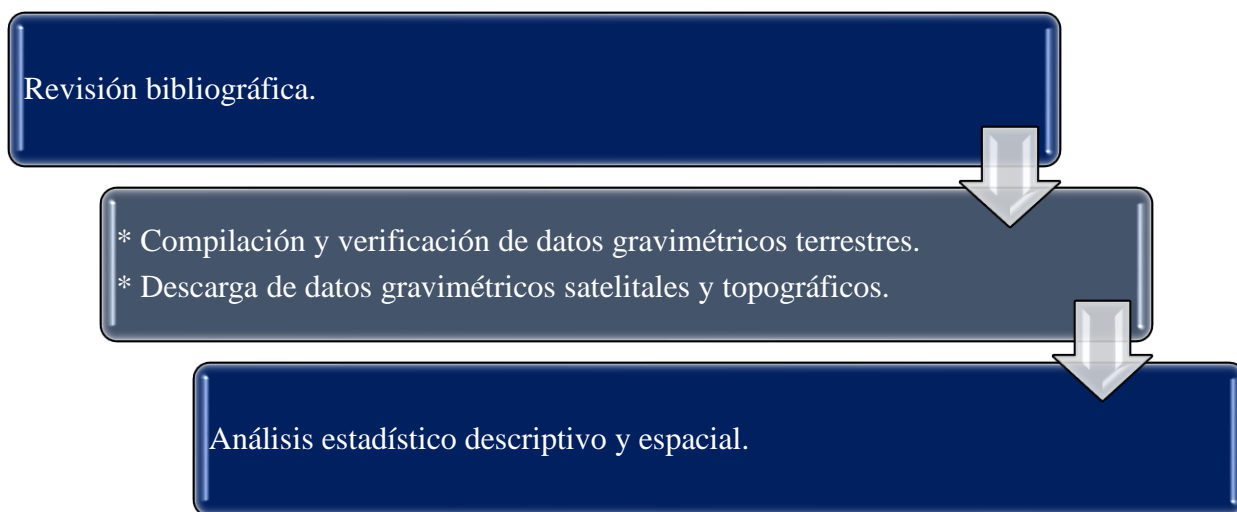 Revisión bibliográfica.
* Compilación y verificación de datos gravimétricos terrestres.
* Descarga de datos gravimétricos satelitales y topográficos.
Análisis estadístico descriptivo y espacial.